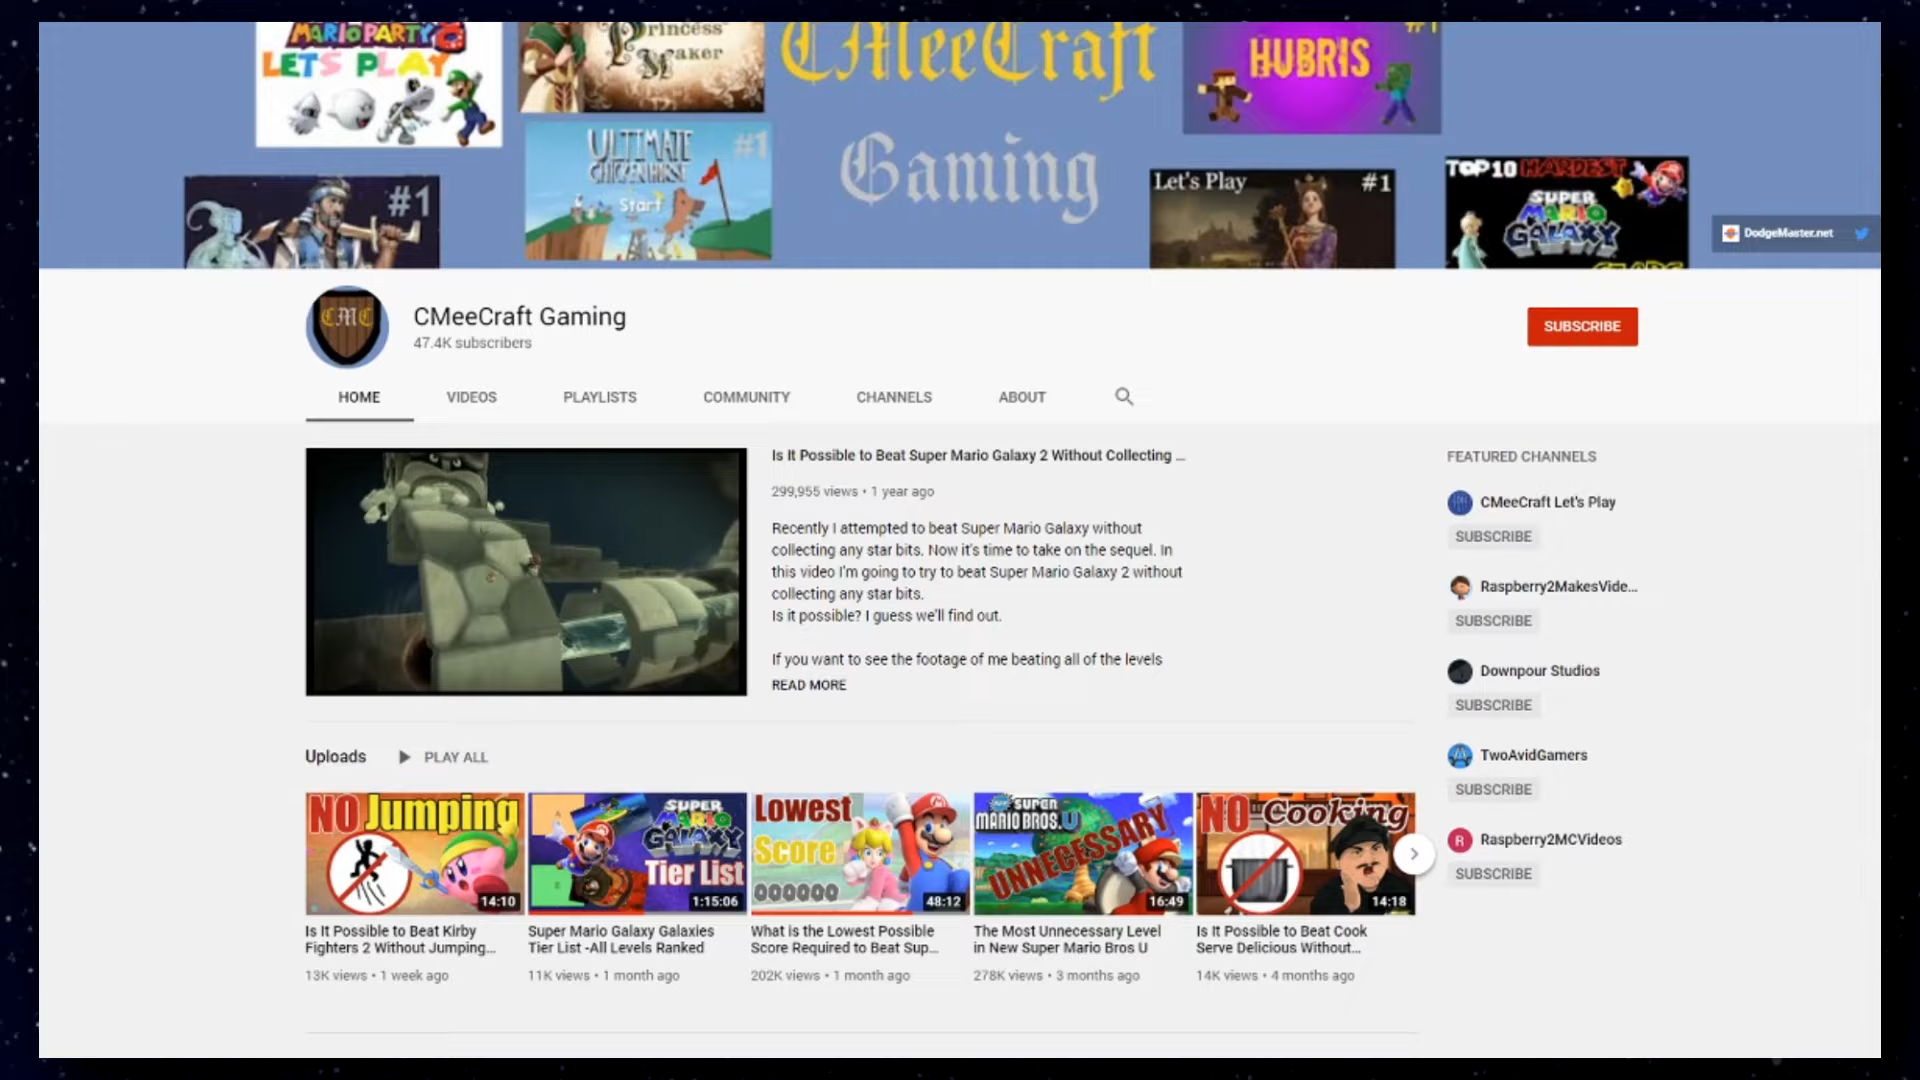 MARIO PARTY 8
LET'S PLAY
Princess
Maker
CMeeCraft
Gaming
#1
HUBRIS
ULTIMATE
CHICKEN HORSE
#1
Start
#1
Let's Play
#1
TOP 10 HARDEST
SUPER
MARIO
GALAXY
STARS
DodgeMaster.net
CMC
CMeeCraft Gaming
47.4K subscribers
SUBSCRIBE
HOME VIDEOS PLAYLISTS COMMUNITY CHANNELS ABOUT
Is It Possible to Beat Super Mario Galaxy 2 Without Collecting ...
299,955 views • 1 year ago
Recently I attempted to beat Super Mario Galaxy without
collecting any star bits. Now it's time to take on the sequel. In
this video I'm going to try to beat Super Mario Galaxy 2 without
collecting any star bits.
Is it possible? I guess we'll find out.
If you want to see the footage of me beating all of the levels
READ MORE
FEATURED CHANNELS
CMeeCraft Let's Play
SUBSCRIBE
Raspberry2MakesVide...
SUBSCRIBE
Downpour Studios
SUBSCRIBE
TwoAvidGamers
SUBSCRIBE
R
Raspberry2MCVideos
SUBSCRIBE
Uploads PLAY ALL
NO Jumping
14:10
Is It Possible to Beat Kirby
Fighters 2 Without Jumping...
13K views • 1 week ago
SUPER
MARIO
GALAXY
Tier List
1:15:06
Super Mario Galaxy Galaxies
Tier List -All Levels Ranked
11K views • 1 month ago
Lowest
Score
000000
48:12
What is the Lowest Possible
Score Required to Beat Sup...
202K views • 1 month ago
New SUPER
MARIO BROS.U
UNNECESSARY
16:49
The Most Unnecessary Level
in New Super Mario Bros U
278K views • 3 months ago
NO Cooking
14:18
Is It Possible to Beat Cook
Serve Delicious Without...
14K views • 4 months ago